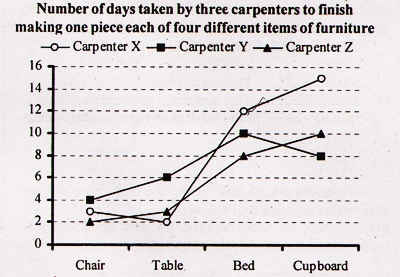 Number of days taken by three carpenters to finish
making one piece each of four different items of furniture
Carpenter X Carpenter Y Carpenter Z
16
14
12
10
8
6
4
2
0
Chair Table Bed Cupboard